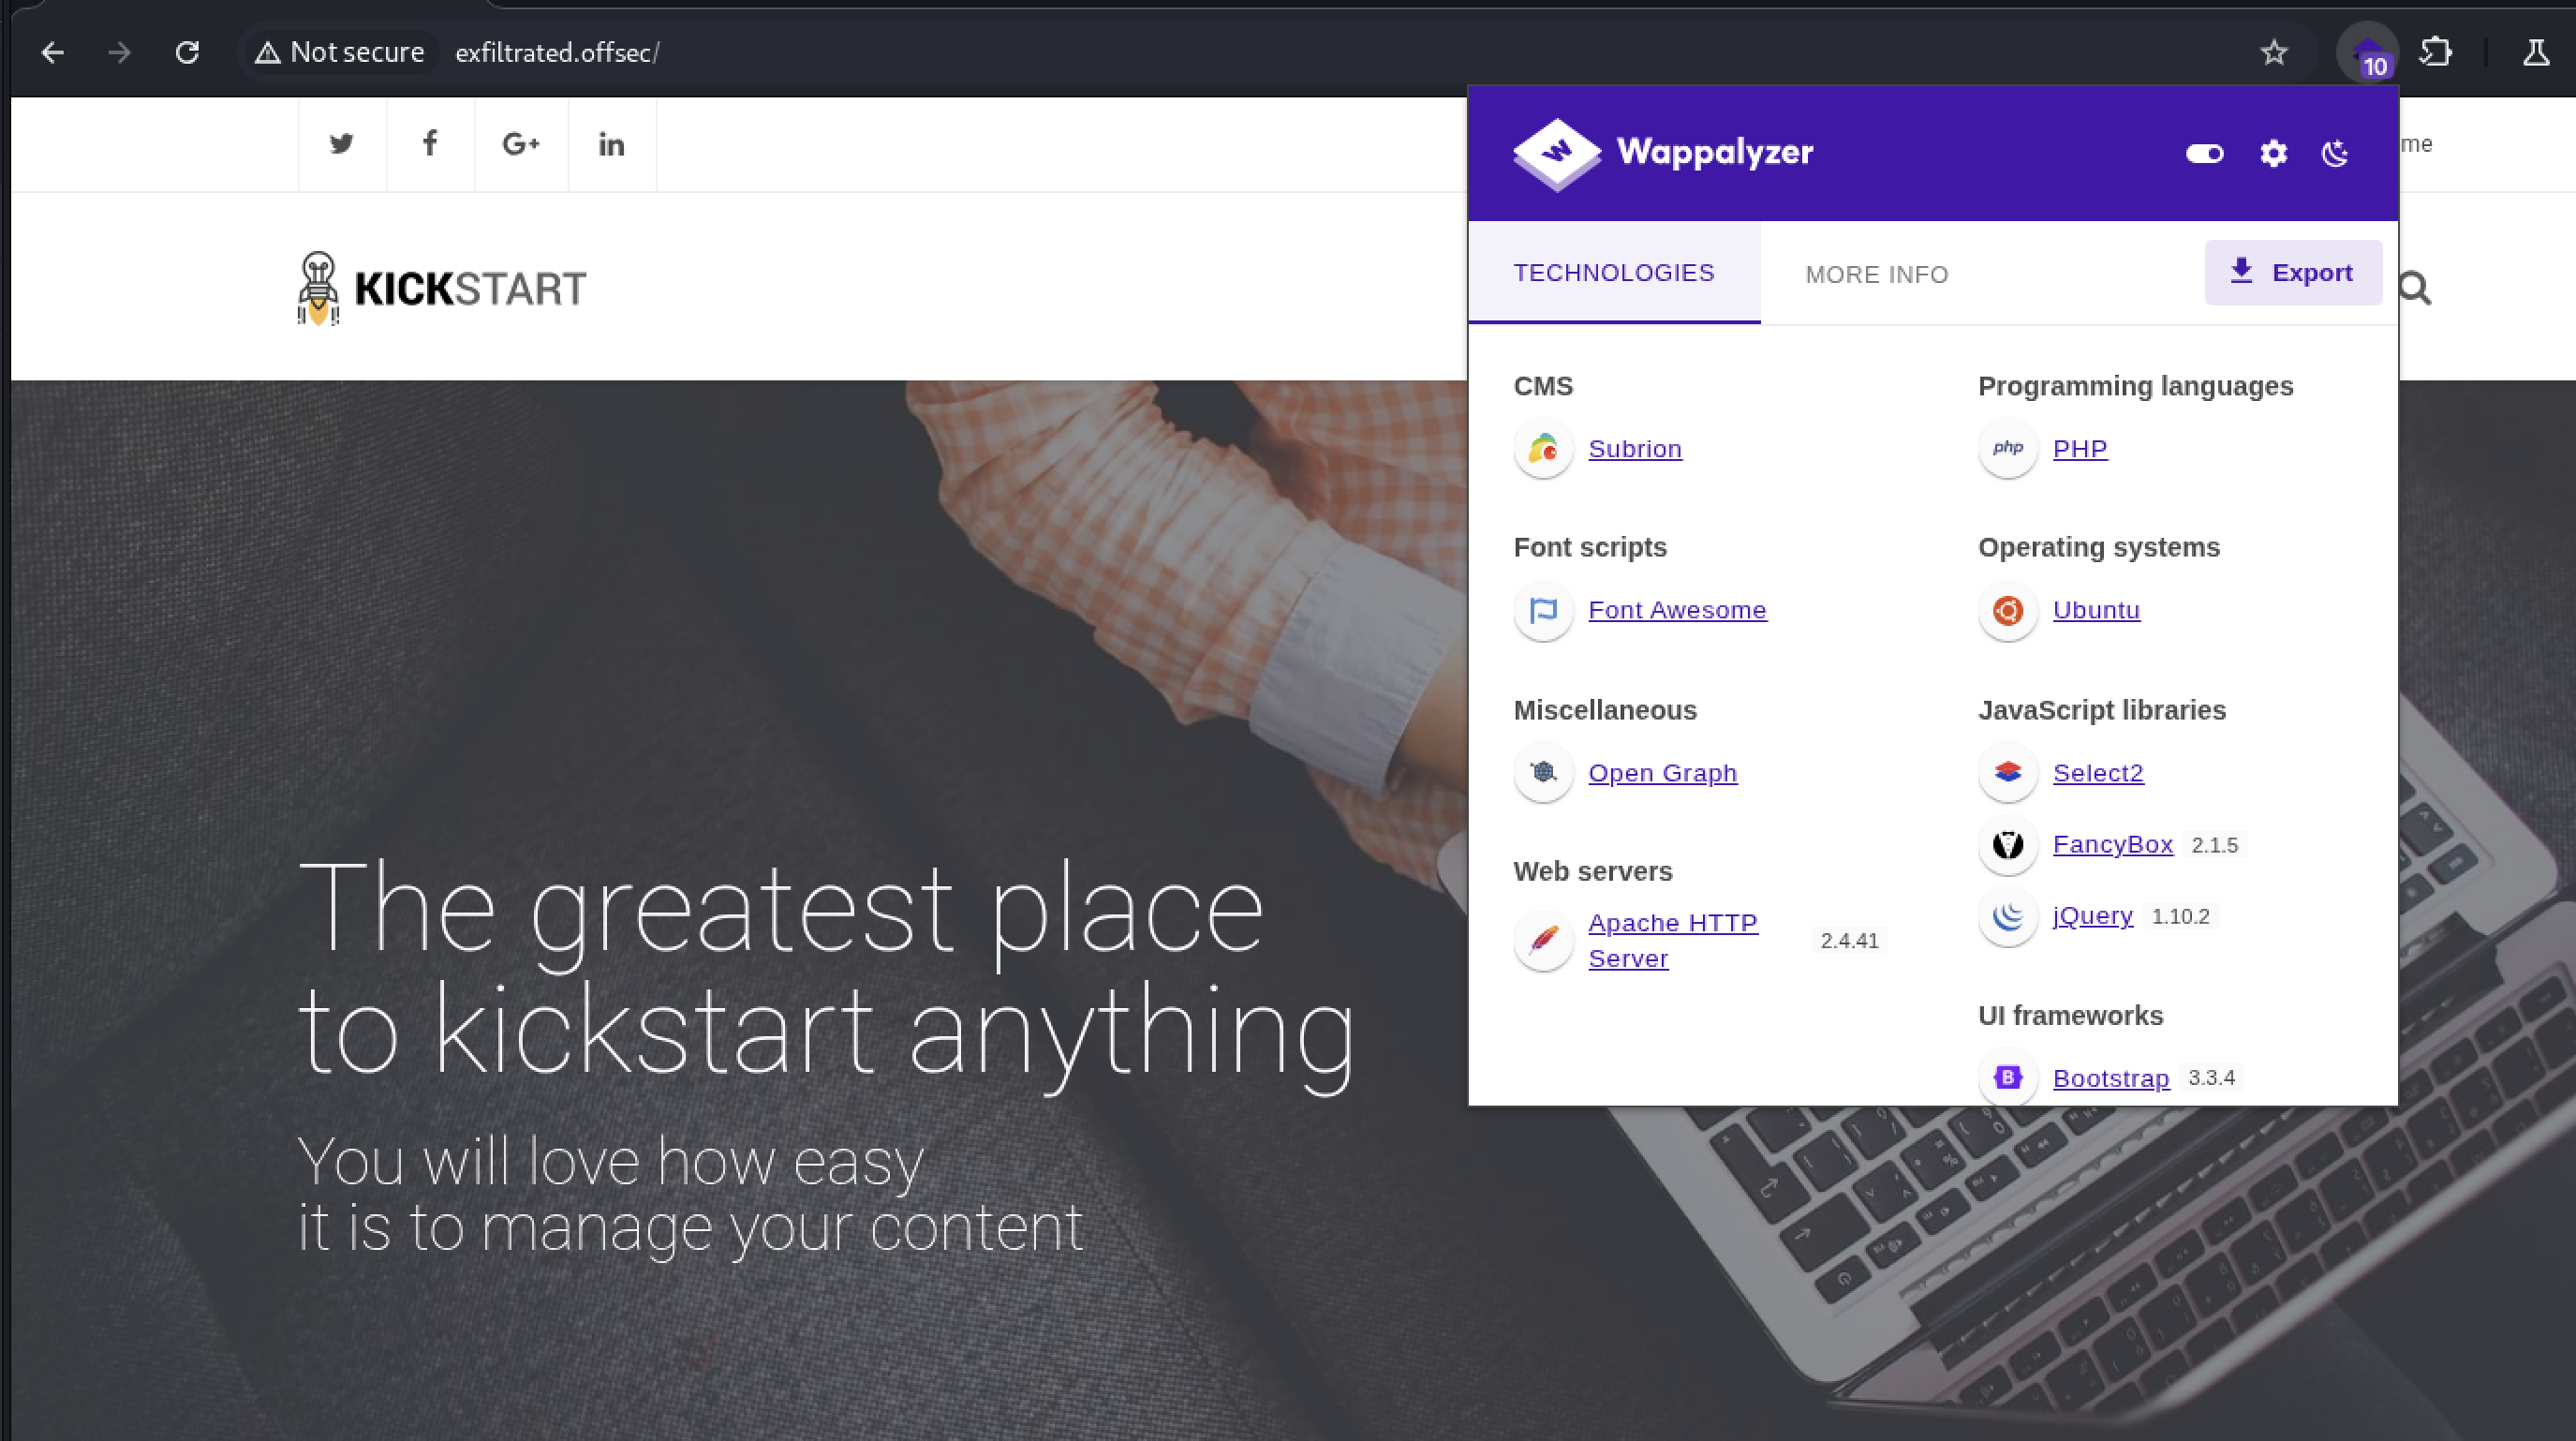 Not secure exfiltrated.offsec/
10
G+ in
me
Wappalyzer
KICKSTART
TECHNOLOGIES MORE INFO Export
CMS
Subrion
Font scripts
Font Awesome
Miscellaneous
Open Graph
Web servers
Apache HTTP
Server
2.4.41
Programming languages
php PHP
Operating systems
Ubuntu
JavaScript libraries
Select2
FancyBox 2.1.5
jQuery 1.10.2
UI frameworks
B Bootstrap 3.3.4
The greatest place
to kickstart anything
You will love how easy
it is to manage your content